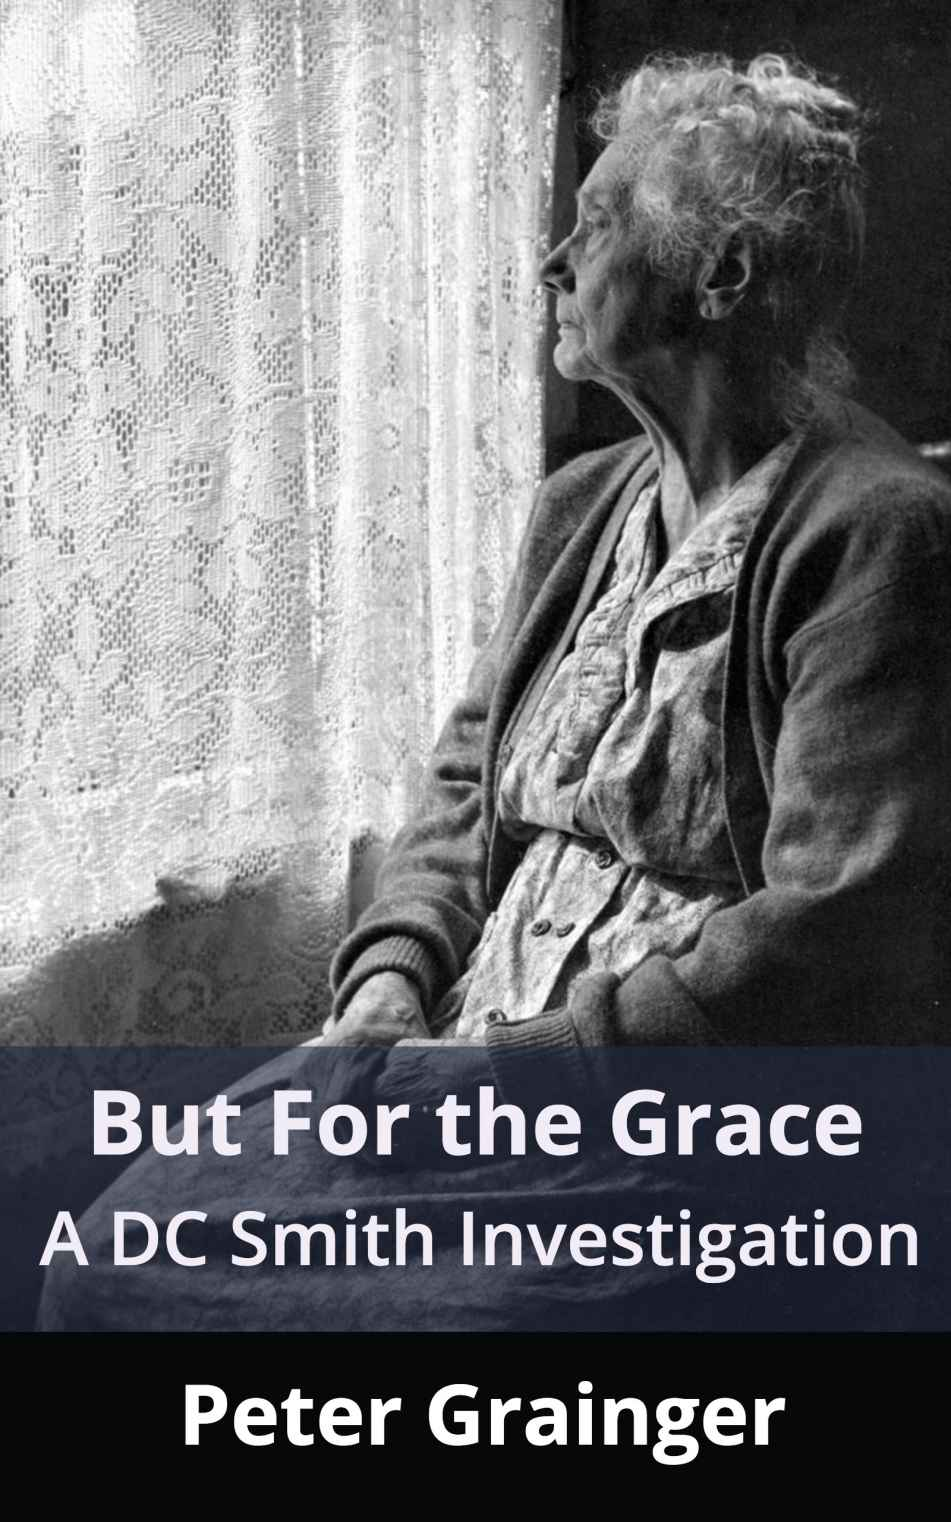 But For the Grace
A DC Smith Investigation
Peter Grainger